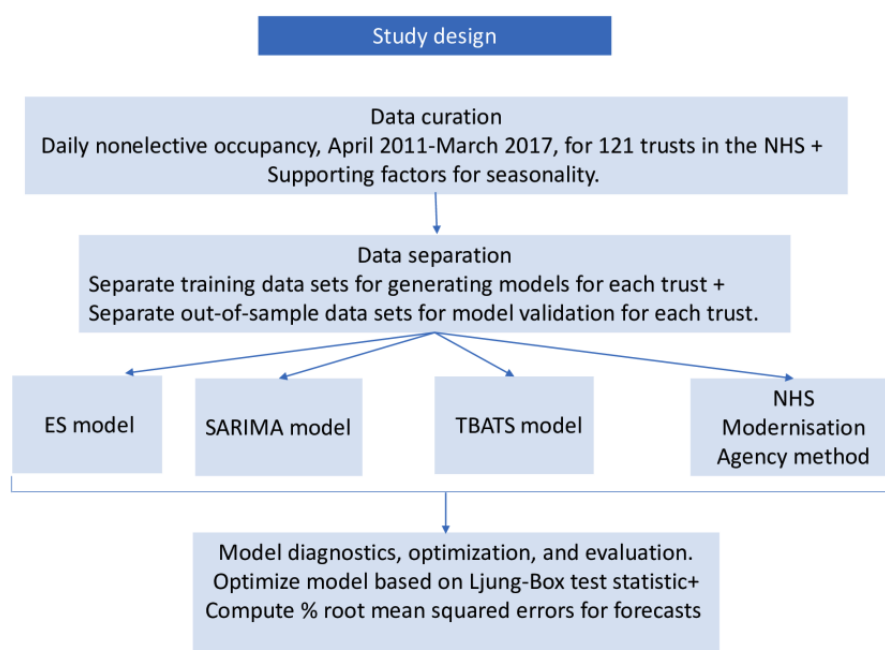 Study design
Data curation
Daily nonelective occupancy, April 2011-March 2017, for 121 trusts in the NHS +
Supporting factors for seasonality.
Data separation
Separate training data sets for generating models for each trust +
Separate out-of-sample data sets for model validation for each trust.
ES model
SARIMA model
TBATS model
NHS
Modernisation
Agency method
Model diagnostics, optimization, and evaluation.
Optimize model based on Ljung-Box test statistic+
Compute % root mean squared errors for forecasts